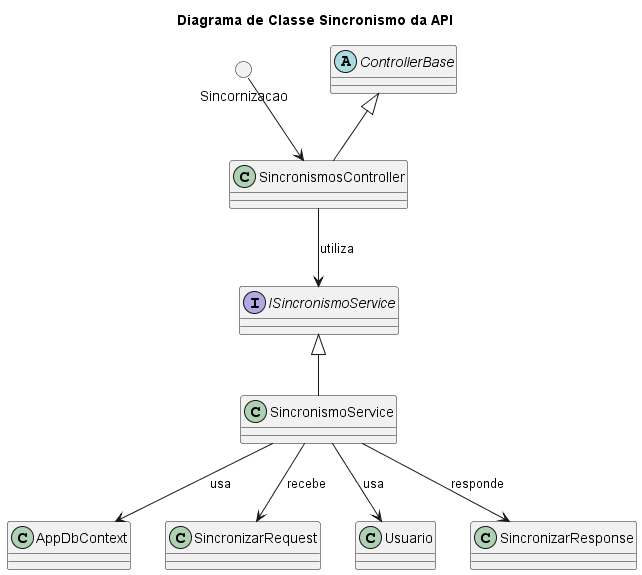 Diagrama de Classe Sincronismo da API
A ControllerBase
Sincornizacao
C SincronismosController
utiliza
I ISincronismoService
C SincronismoService
usa recebe usa responde
C AppDbContext C SincronizarRequest C Usuario C SincronizarResponse